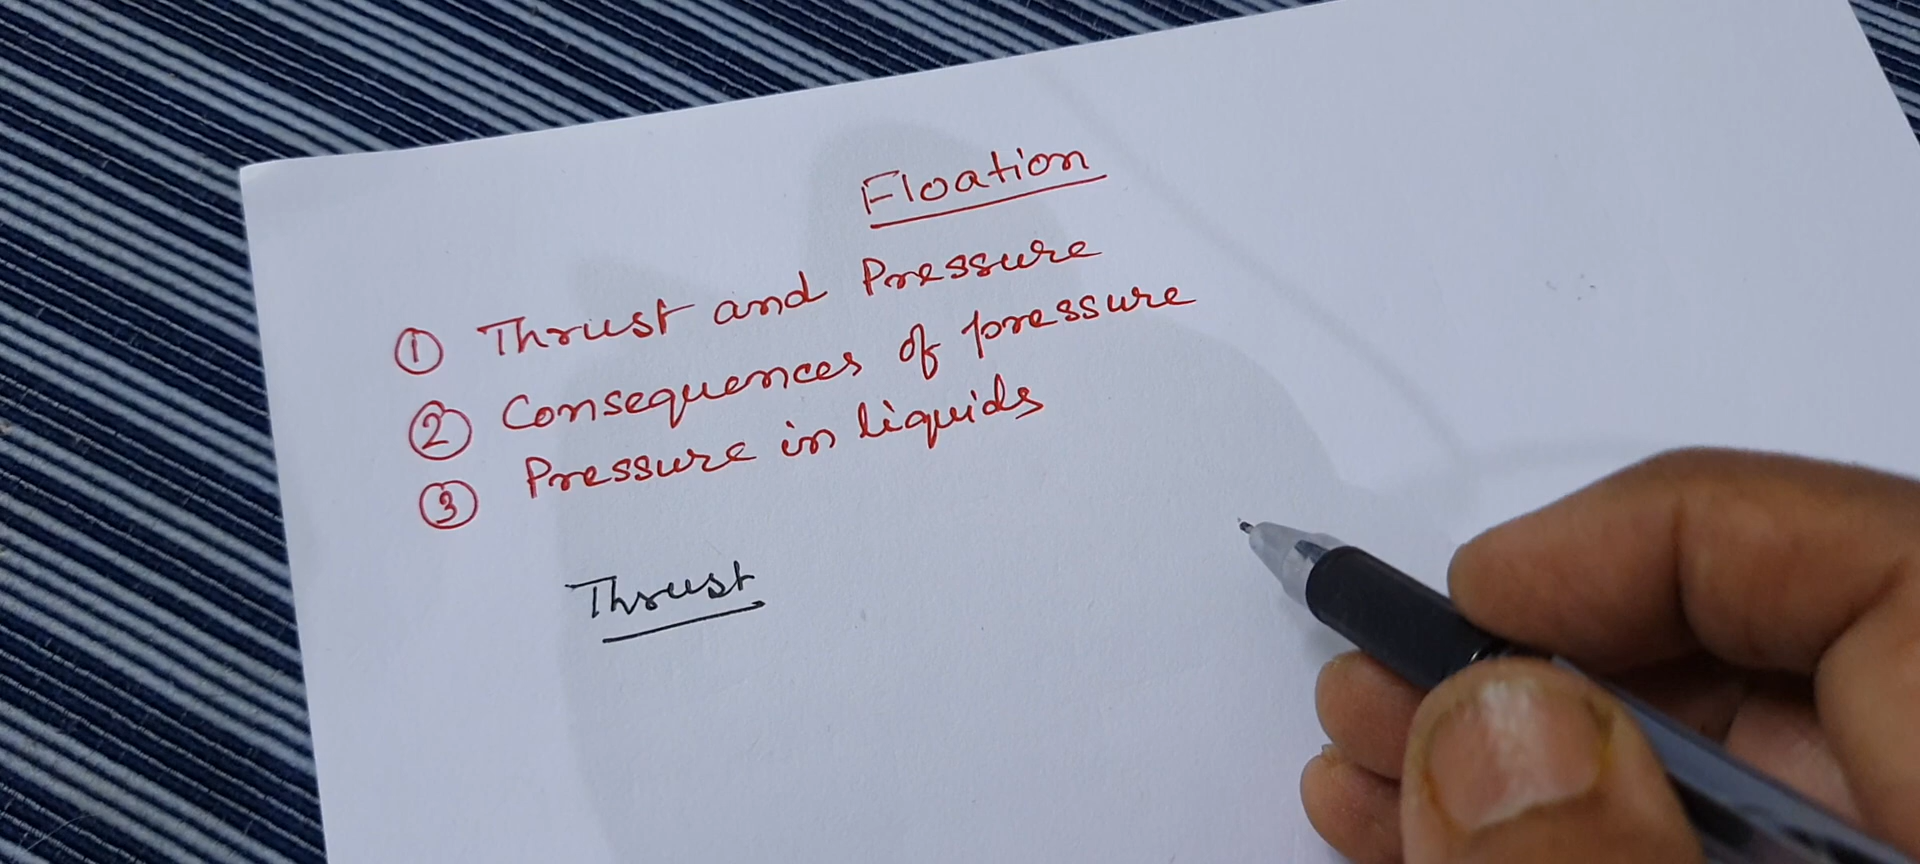 Floation
① Thrust and Pressure
② Consequences of pressure
③ Pressure in liquids
Thrust